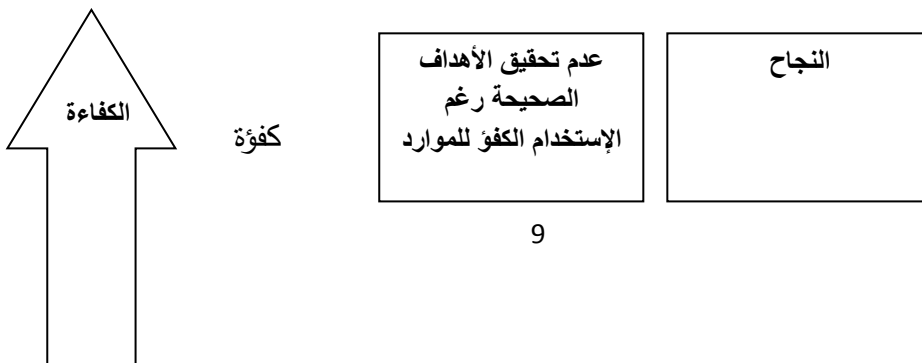 النجاح
عدم تحقيق الأهداف
الصحيحة رغم
الإستخدام الكفؤ للموارد
كفؤة
الكفاءة
9